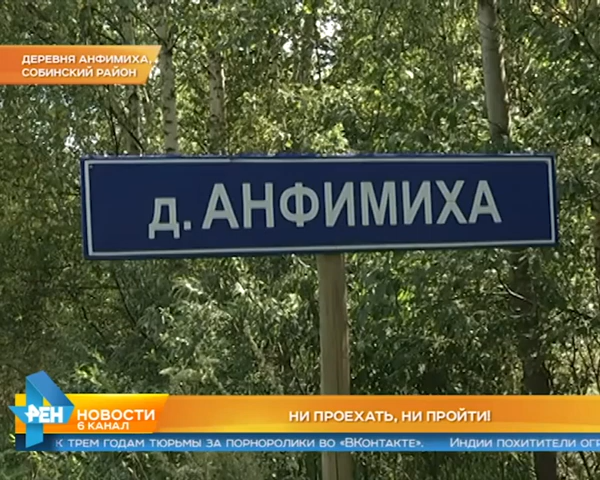 ДЕРЕВНЯ АНФИМИХА,
СОБИНСКИЙ РАЙОН
д. АНФИМИХА
РЕН НОВОСТИ
6 КАНАЛ
НИ ПРОЕХАТЬ, НИ ПРОЙТИ!
К ТРЕМ ГОДАМ ТЮРЬМЫ ЗА ПОРНОРОЛИКИ ВО «ВКОНТАКТЕ». ИНДИИ ПОХИТИТЕЛИ ОГР